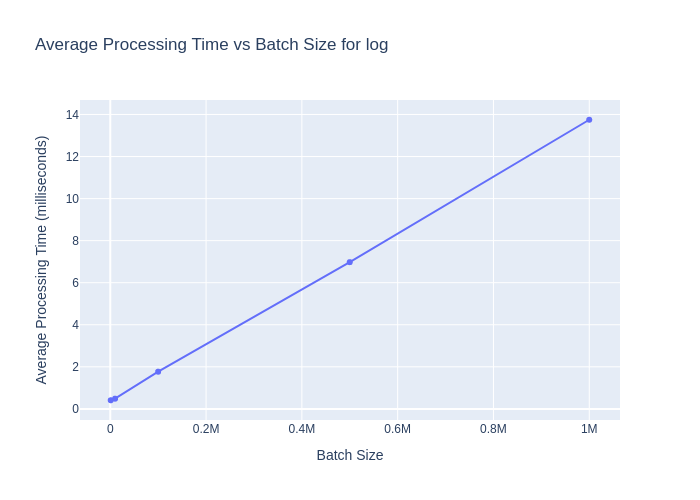 Average Processing Time vs Batch Size for log
Average Processing Time (milliseconds)
14
12
10
8
6
4
2
0
0
0.2M
0.4M
0.6M
0.8M
1M
Batch Size